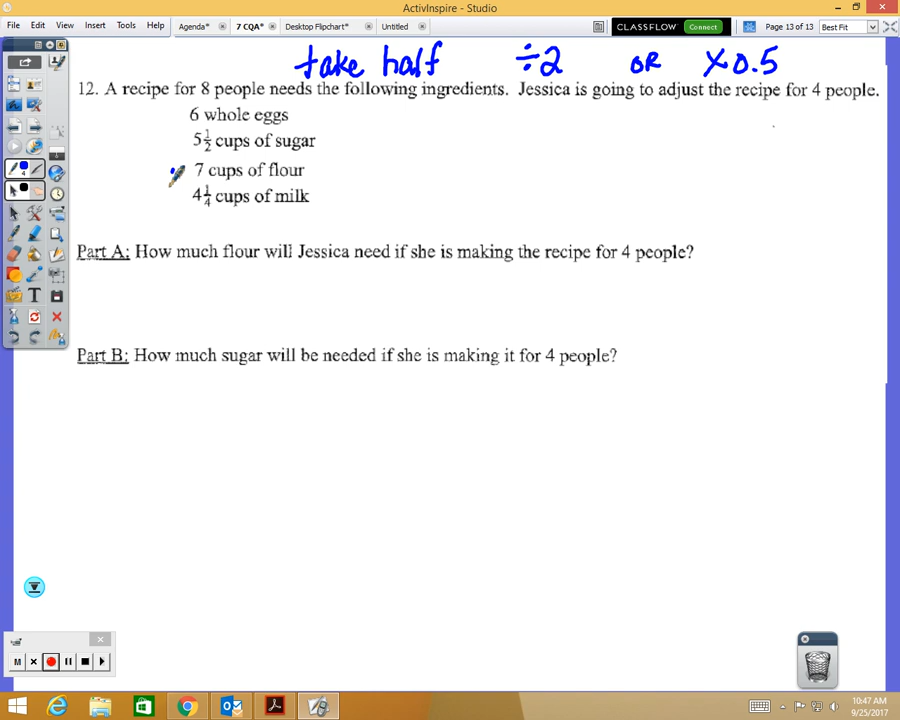 ActivInspire - Studio
File Edit View Insert Tools Help Agenda* 7 CQA* Desktop Flipchart* Untitled CLASSFLOW Connect Page 13 of 13 Best Fit
take half ÷2 OR ×0.5
12. A recipe for 8 people needs the following ingredients. Jessica is going to adjust the recipe for 4 people.
6 whole eggs
5½ cups of sugar
7 cups of flour
4¼ cups of milk
Part A: How much flour will Jessica need if she is making the recipe for 4 people?
Part B: How much sugar will be needed if she is making it for 4 people?
M
10:47 AM
9/25/2017